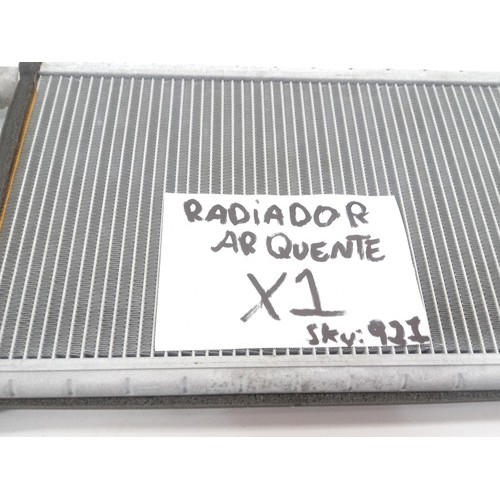 RADiADOR
AR QUENTE
X1
Sku: 921